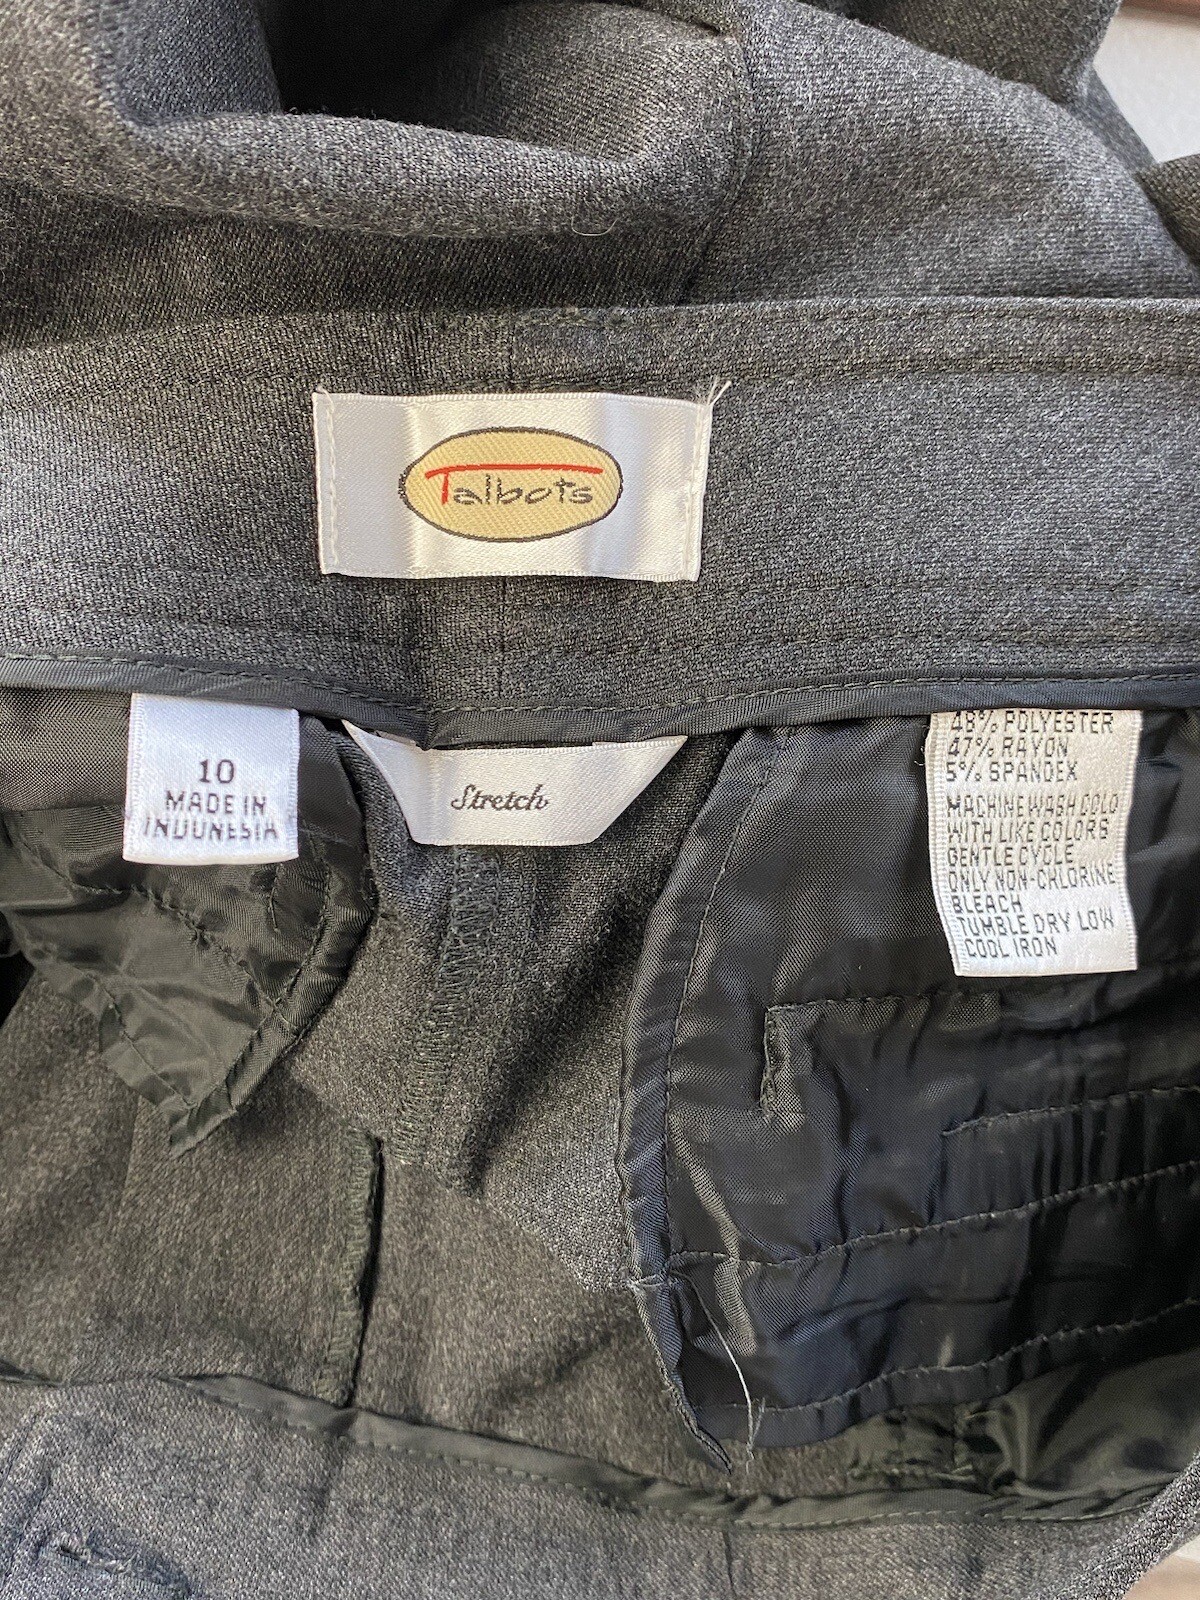 Talbots
10
MADE IN
INDONESIA
Stretch
48% POLYESTER
47% RAYON
5% SPANDEX
MACHINE WASH COLD
WITH LIKE COLORS
GENTLE CYCLE
ONLY NON-CHLORINE
BLEACH
TUMBLE DRY LOW
COOL IRON